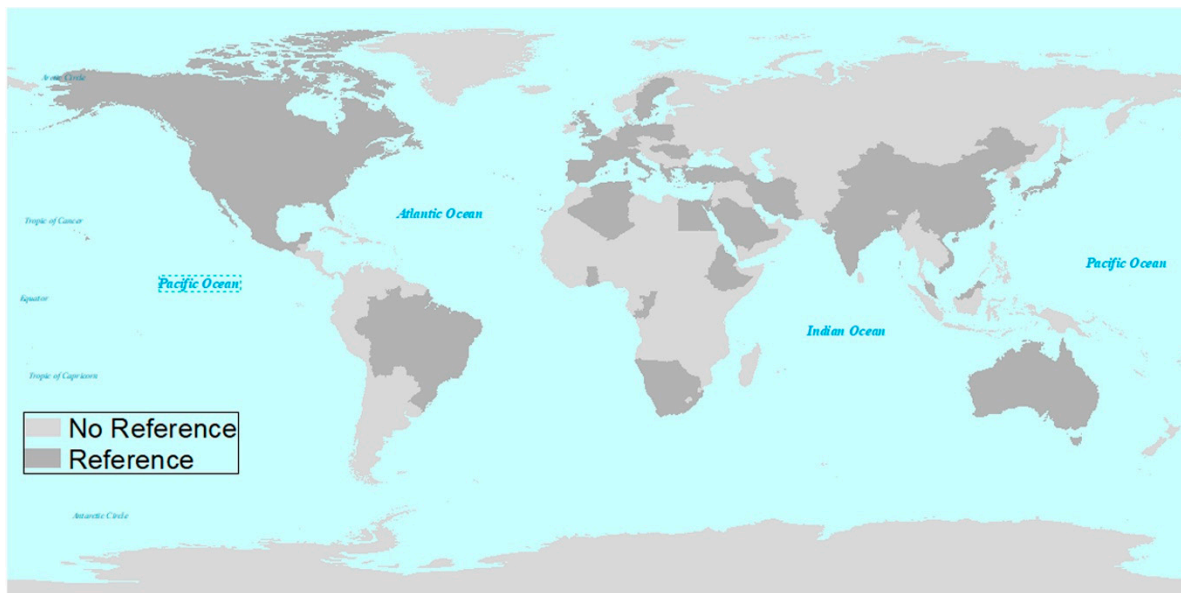 Arctic Circle
Tropic of Cancer
Atlantic Ocean
Pacific Ocean
Pacific Ocean
Equator
Indian Ocean
Tropic of Capricorn
No Reference
Reference
Antarctic Circle